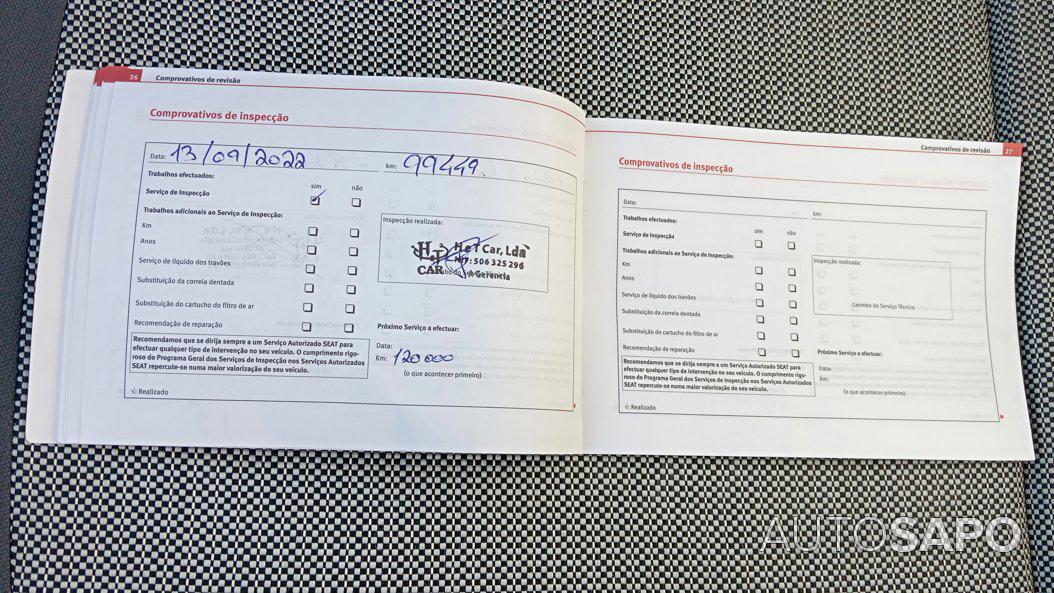 26 Comprovativos de revisão
Comprovativos de inspecção
Data: 13/09/2022 km: 99449.
Trabalhos efectuados:
sim não
Serviço de Inspecção
Trabalhos adicionais ao Serviço de Inspecção:
Km
Anos
Serviço de líquido dos travões
Substituição da correia dentada
Substituição do cartucho do filtro de ar
Recomendação de reparação
Recomendamos que se dirija sempre a um Serviço Autorizado SEAT para
efectuar qualquer tipo de intervenção no seu veículo. O cumprimento rigo-
roso do Programa Geral dos Serviços de Inspecção nos Serviços Autorizados
SEAT repercute-se numa maior valorização do seu veículo.
√: Realizado
Inspecção realizada:
HeT Car, Lda
506 325 296
CAR A Gerência
Próximo Serviço a efectuar:
Data:
Km: 120000
(o que acontecer primeiro)
Comprovativos de revisão 27
Comprovativos de inspecção
Data: km:
Trabalhos efectuados:
sim não
Serviço de Inspecção
Trabalhos adicionais ao Serviço de Inspecção:
Km
Anos
Serviço de líquido dos travões
Substituição da correia dentada
Substituição do cartucho do filtro de ar
Recomendação de reparação
Recomendamos que se dirija sempre a um Serviço Autorizado SEAT para
efectuar qualquer tipo de intervenção no seu veículo. O cumprimento rigo-
roso do Programa Geral dos Serviços de Inspecção nos Serviços Autorizados
SEAT repercute-se numa maior valorização do seu veículo.
√: Realizado
Inspecção realizada:
Carimbo do Serviço Técnico
Próximo Serviço a efectuar:
Data:
Km:
(o que acontecer primeiro)
AUTOSAPO